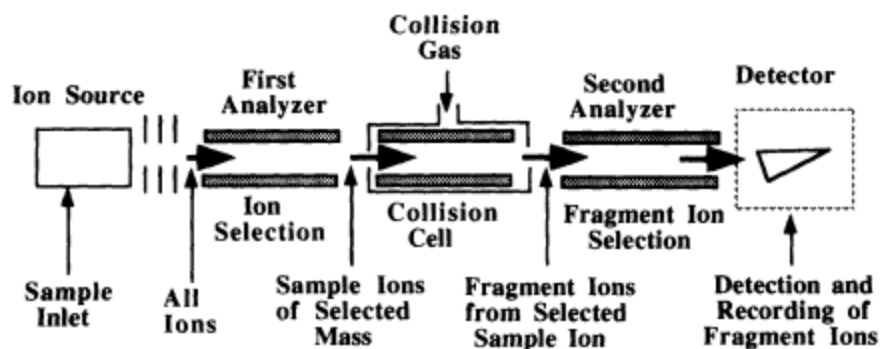 Collision
Gas
Ion Source
First
Analyzer
Second
Analyzer
Detector
Ion
Selection
Collision
Cell
Fragment Ion
Selection
Sample
Inlet
All
Ions
Sample Ions
of Selected
Mass
Fragment Ions
from Selected
Sample Ion
Detection and
Recording of
Fragment Ions